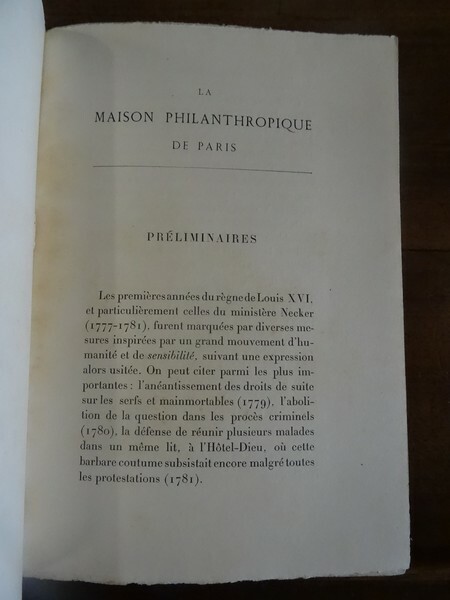 LA
MAISON PHILANTHROPIQUE
DE PARIS
PRÉLIMINAIRES
Les premières années du règne de Louis XVI,
et particulièrement celles du ministère Necker
(1777-1781), furent marquées par diverses me-
sures inspirées par un grand mouvement d'hu-
manité et de sensibilité, suivant une expression
alors usitée. On peut citer parmi les plus im-
portantes : l'anéantissement des droits de suite
sur les serfs et mainmortables (1779), l'aboli-
tion de la question dans les procès criminels
(1780), la défense de réunir plusieurs malades
dans un même lit, à l'Hôtel-Dieu, où cette
barbare coutume subsistait encore malgré toutes
les protestations (1781).